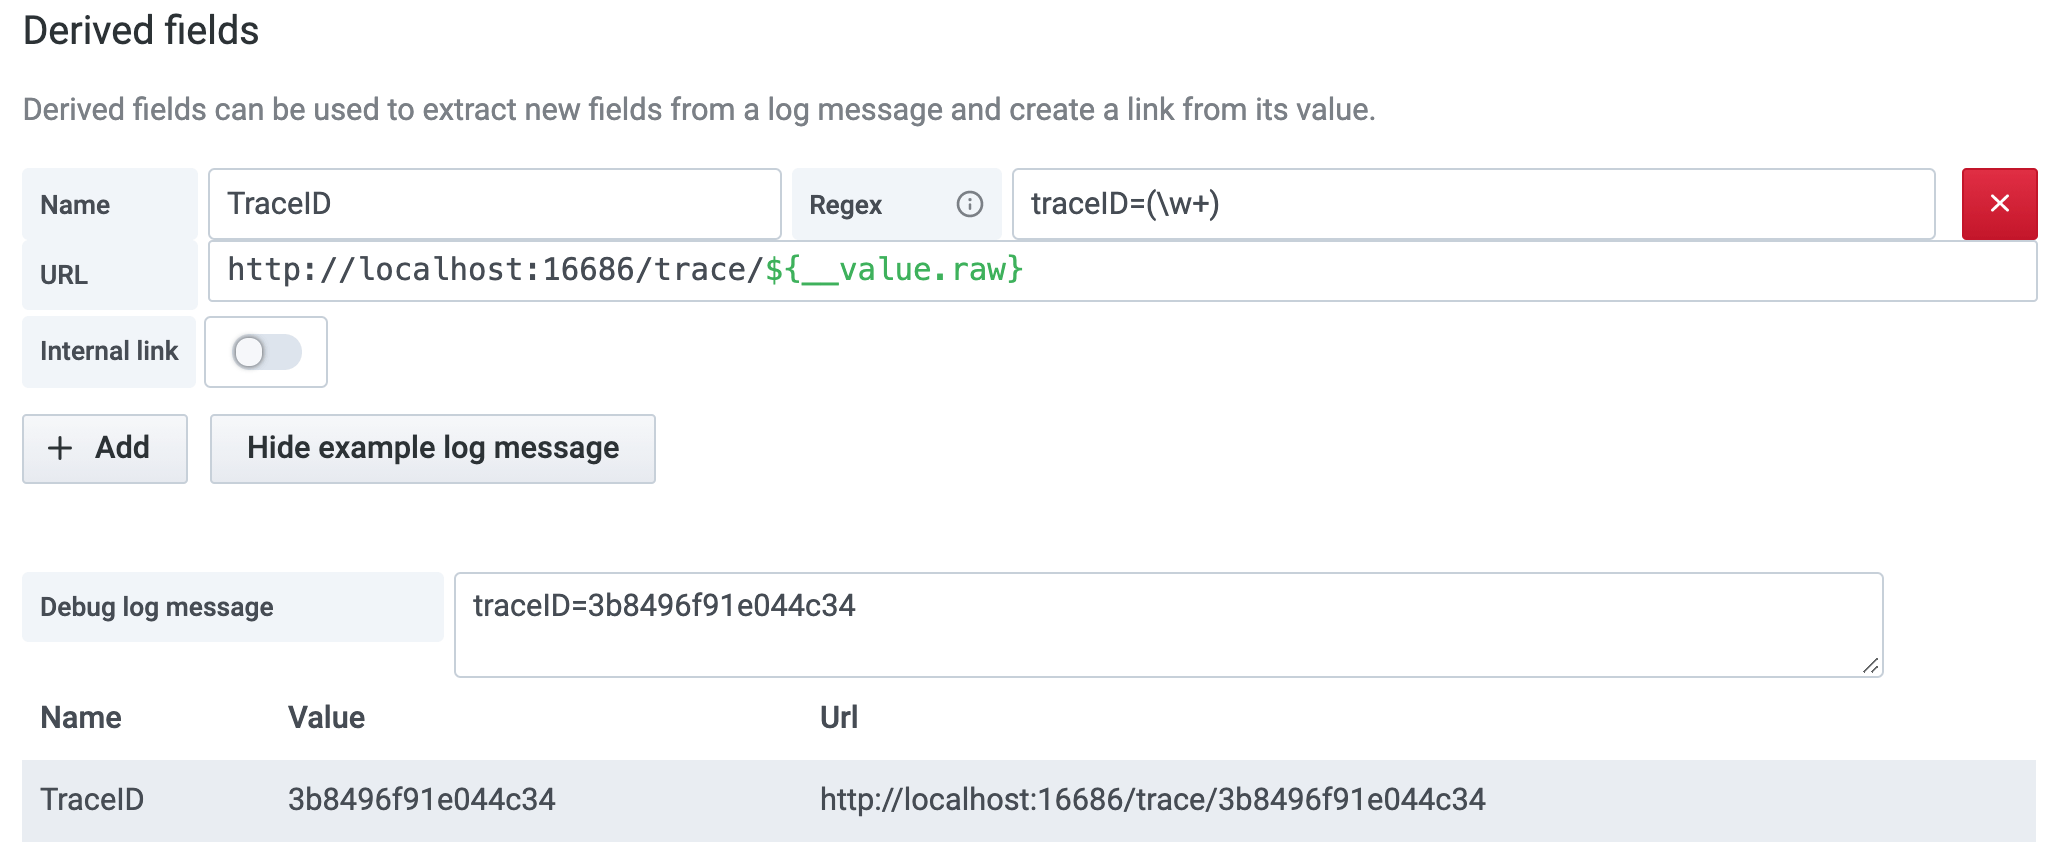 Derived fields
Derived fields can be used to extract new fields from a log message and create a link from its value.
Name TraceID Regex traceID=(\w+)
URL http://localhost:16686/trace/${__value.raw}
Internal link
Add Hide example log message
Debug log message traceID=3b8496f91e044c34
Name Value Url
TraceID 3b8496f91e044c34 http://localhost:16686/trace/3b8496f91e044c34